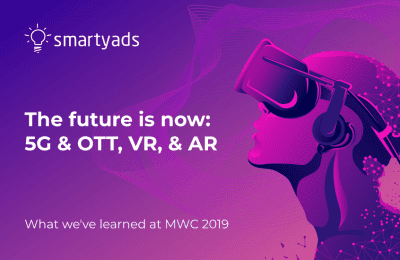 smartyads
The future is now:
5G & OTT, VR, & AR
What we've learned at MWC 2019